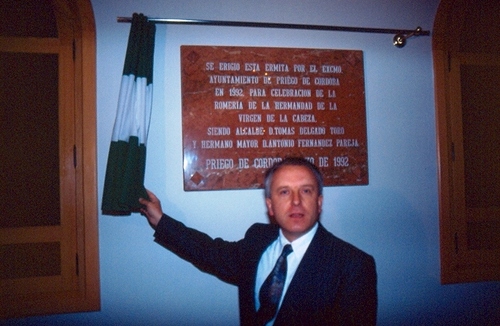 SE ERIGIO ESTA ERMITA POR EL EXCMO
AYUNTAMIENTO DE PRIEGO DE CORDOBA
EN 1992, PARA CELEBRACION DE LA
ROMERIA DE LA HERMANDAD DE LA
VIRGEN DE LA CABEZA,
SIENDO ALCALDE D.TOMAS DELGADO TORO
Y HERMANO MAYOR D.ANTONIO FERNANDEZ PAREJA
PRIEGO DE CORDO DE 1992